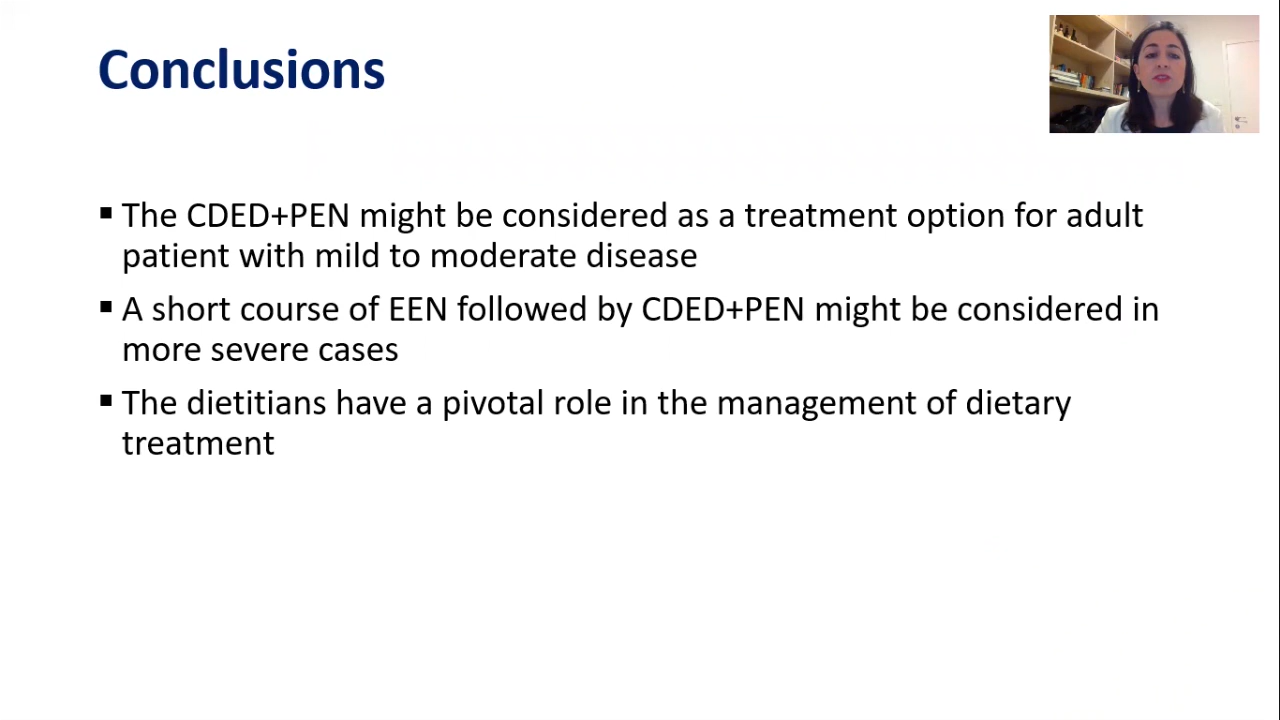 Conclusions
▪ The CDED+PEN might be considered as a treatment option for adult
patient with mild to moderate disease
▪ A short course of EEN followed by CDED+PEN might be considered in
more severe cases
▪ The dietitians have a pivotal role in the management of dietary
treatment